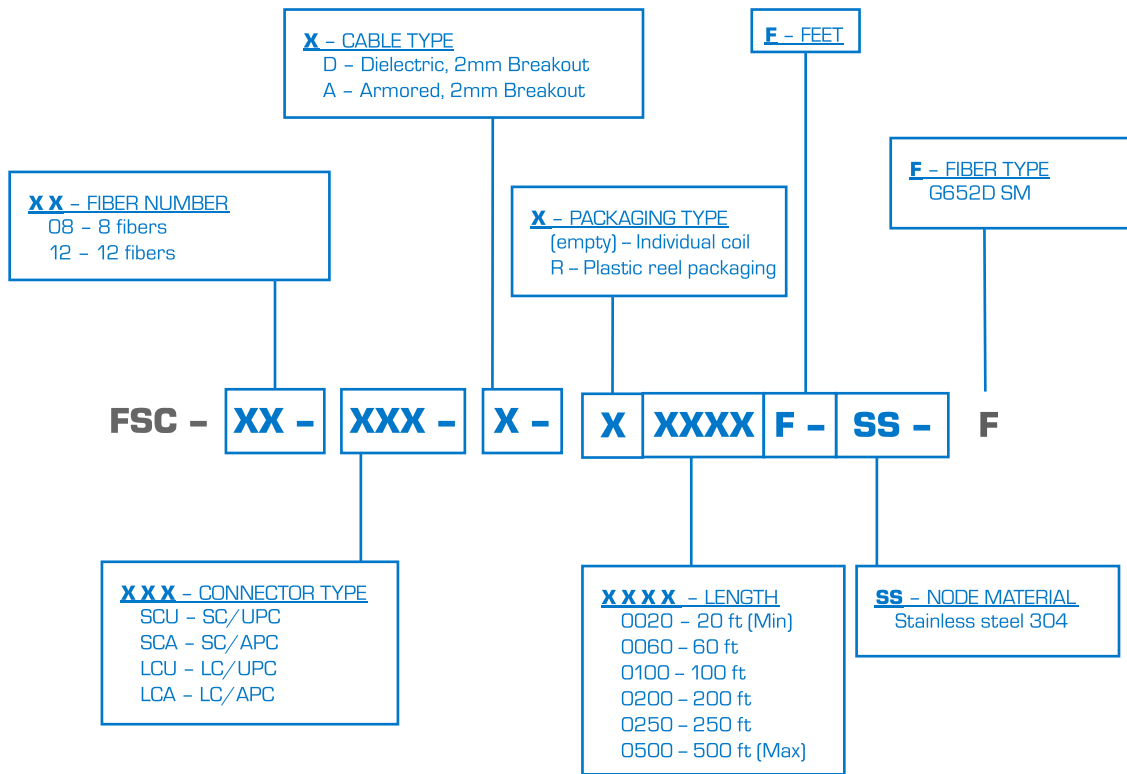 X – CABLE TYPE
D – Dielectric, 2mm Breakout
A – Armored, 2mm Breakout
F – FEET
F – FIBER TYPE
G652D SM
X X – FIBER NUMBER
08 – 8 fibers
12 – 12 fibers
X – PACKAGING TYPE
(empty) – Individual coil
R – Plastic reel packaging
FSC – XX – XXX – X – X XXXX F – SS – F
X X X – CONNECTOR TYPE
SCU – SC/UPC
SCA – SC/APC
LCU – LC/UPC
LCA – LC/APC
X X X X – LENGTH
0020 – 20 ft (Min)
0060 – 60 ft
0100 – 100 ft
0200 – 200 ft
0250 – 250 ft
0500 – 500 ft (Max)
SS – NODE MATERIAL
Stainless steel 304